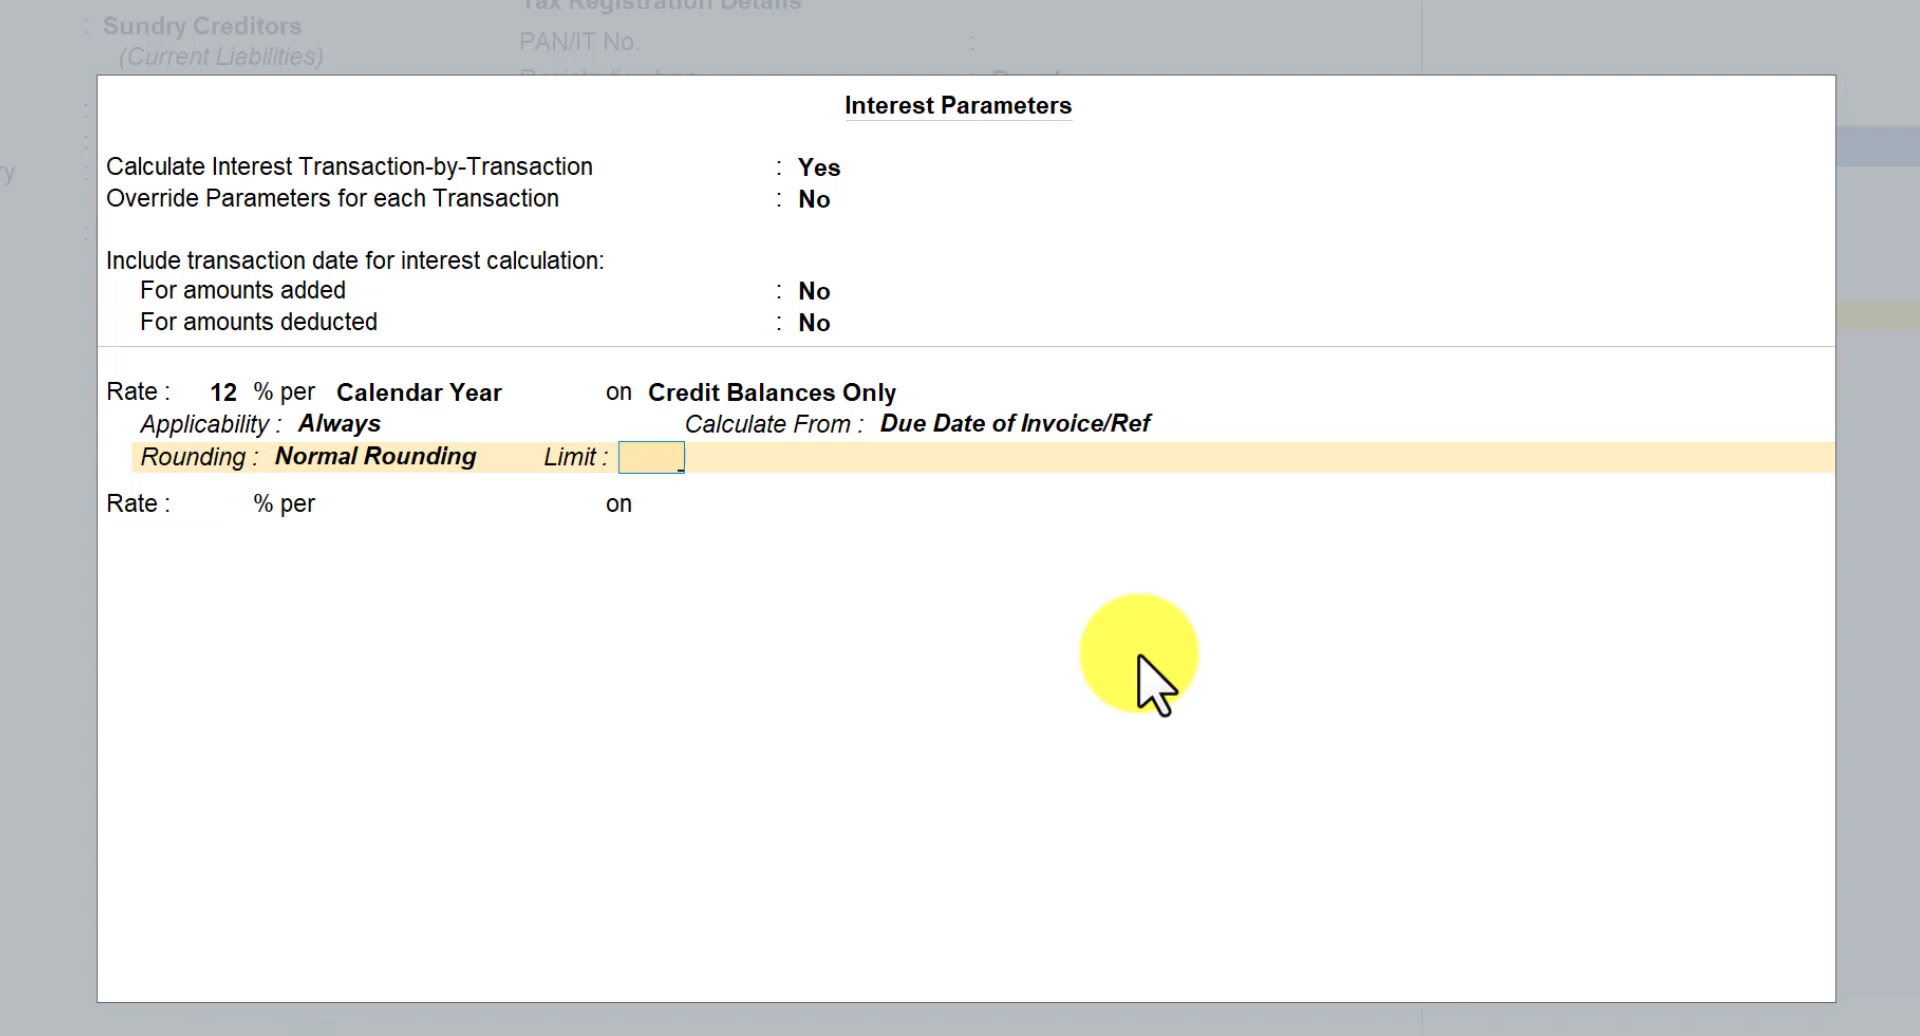 Tax Registration Details
: Sundry Creditors
(Current Liabilities)
PAN/IT No. :
Interest Parameters
Calculate Interest Transaction-by-Transaction : Yes
Override Parameters for each Transaction : No
Include transaction date for interest calculation:
For amounts added : No
For amounts deducted : No
Rate : 12 % per Calendar Year on Credit Balances Only
Applicability : Always Calculate From : Due Date of Invoice/Ref
Rounding : Normal Rounding Limit :
Rate : % per on